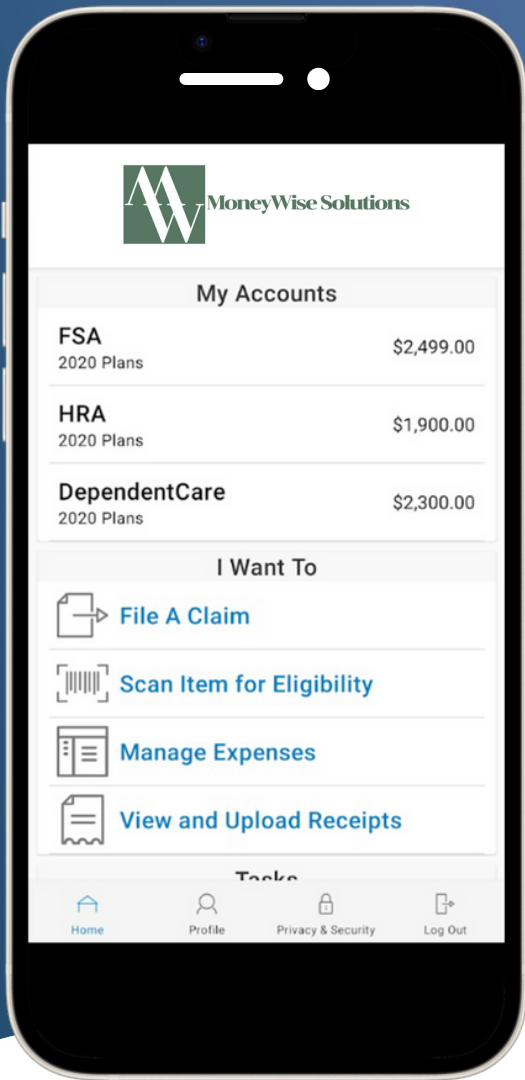 MW
MoneyWise Solutions
My Accounts
FSA
2020 Plans
$2,499.00
HRA
2020 Plans
$1,900.00
DependentCare
2020 Plans
$2,300.00
I Want To
File A Claim
Scan Item for Eligibility
Manage Expenses
View and Upload Receipts
Tasks
Home
Profile
Privacy & Security
Log Out